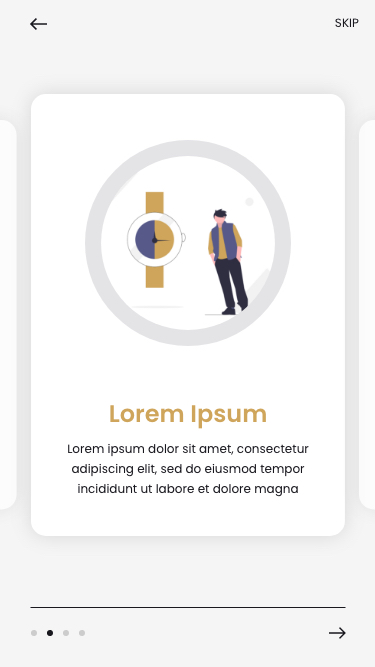 SKIP
Lorem Ipsum
Lorem ipsum dolor sit amet, consectetur
adipiscing elit, sed do eiusmod tempor
incididunt ut labore et dolore magna